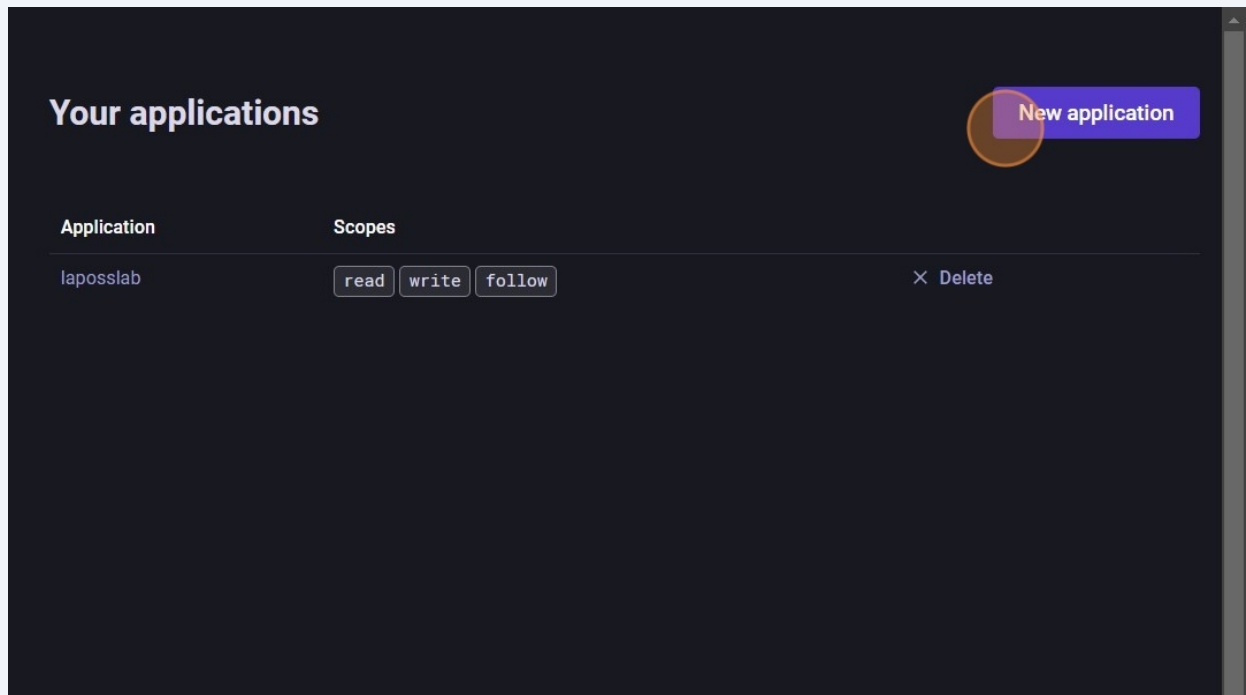 Your applications
New application
Application Scopes
laposslab read write follow Delete